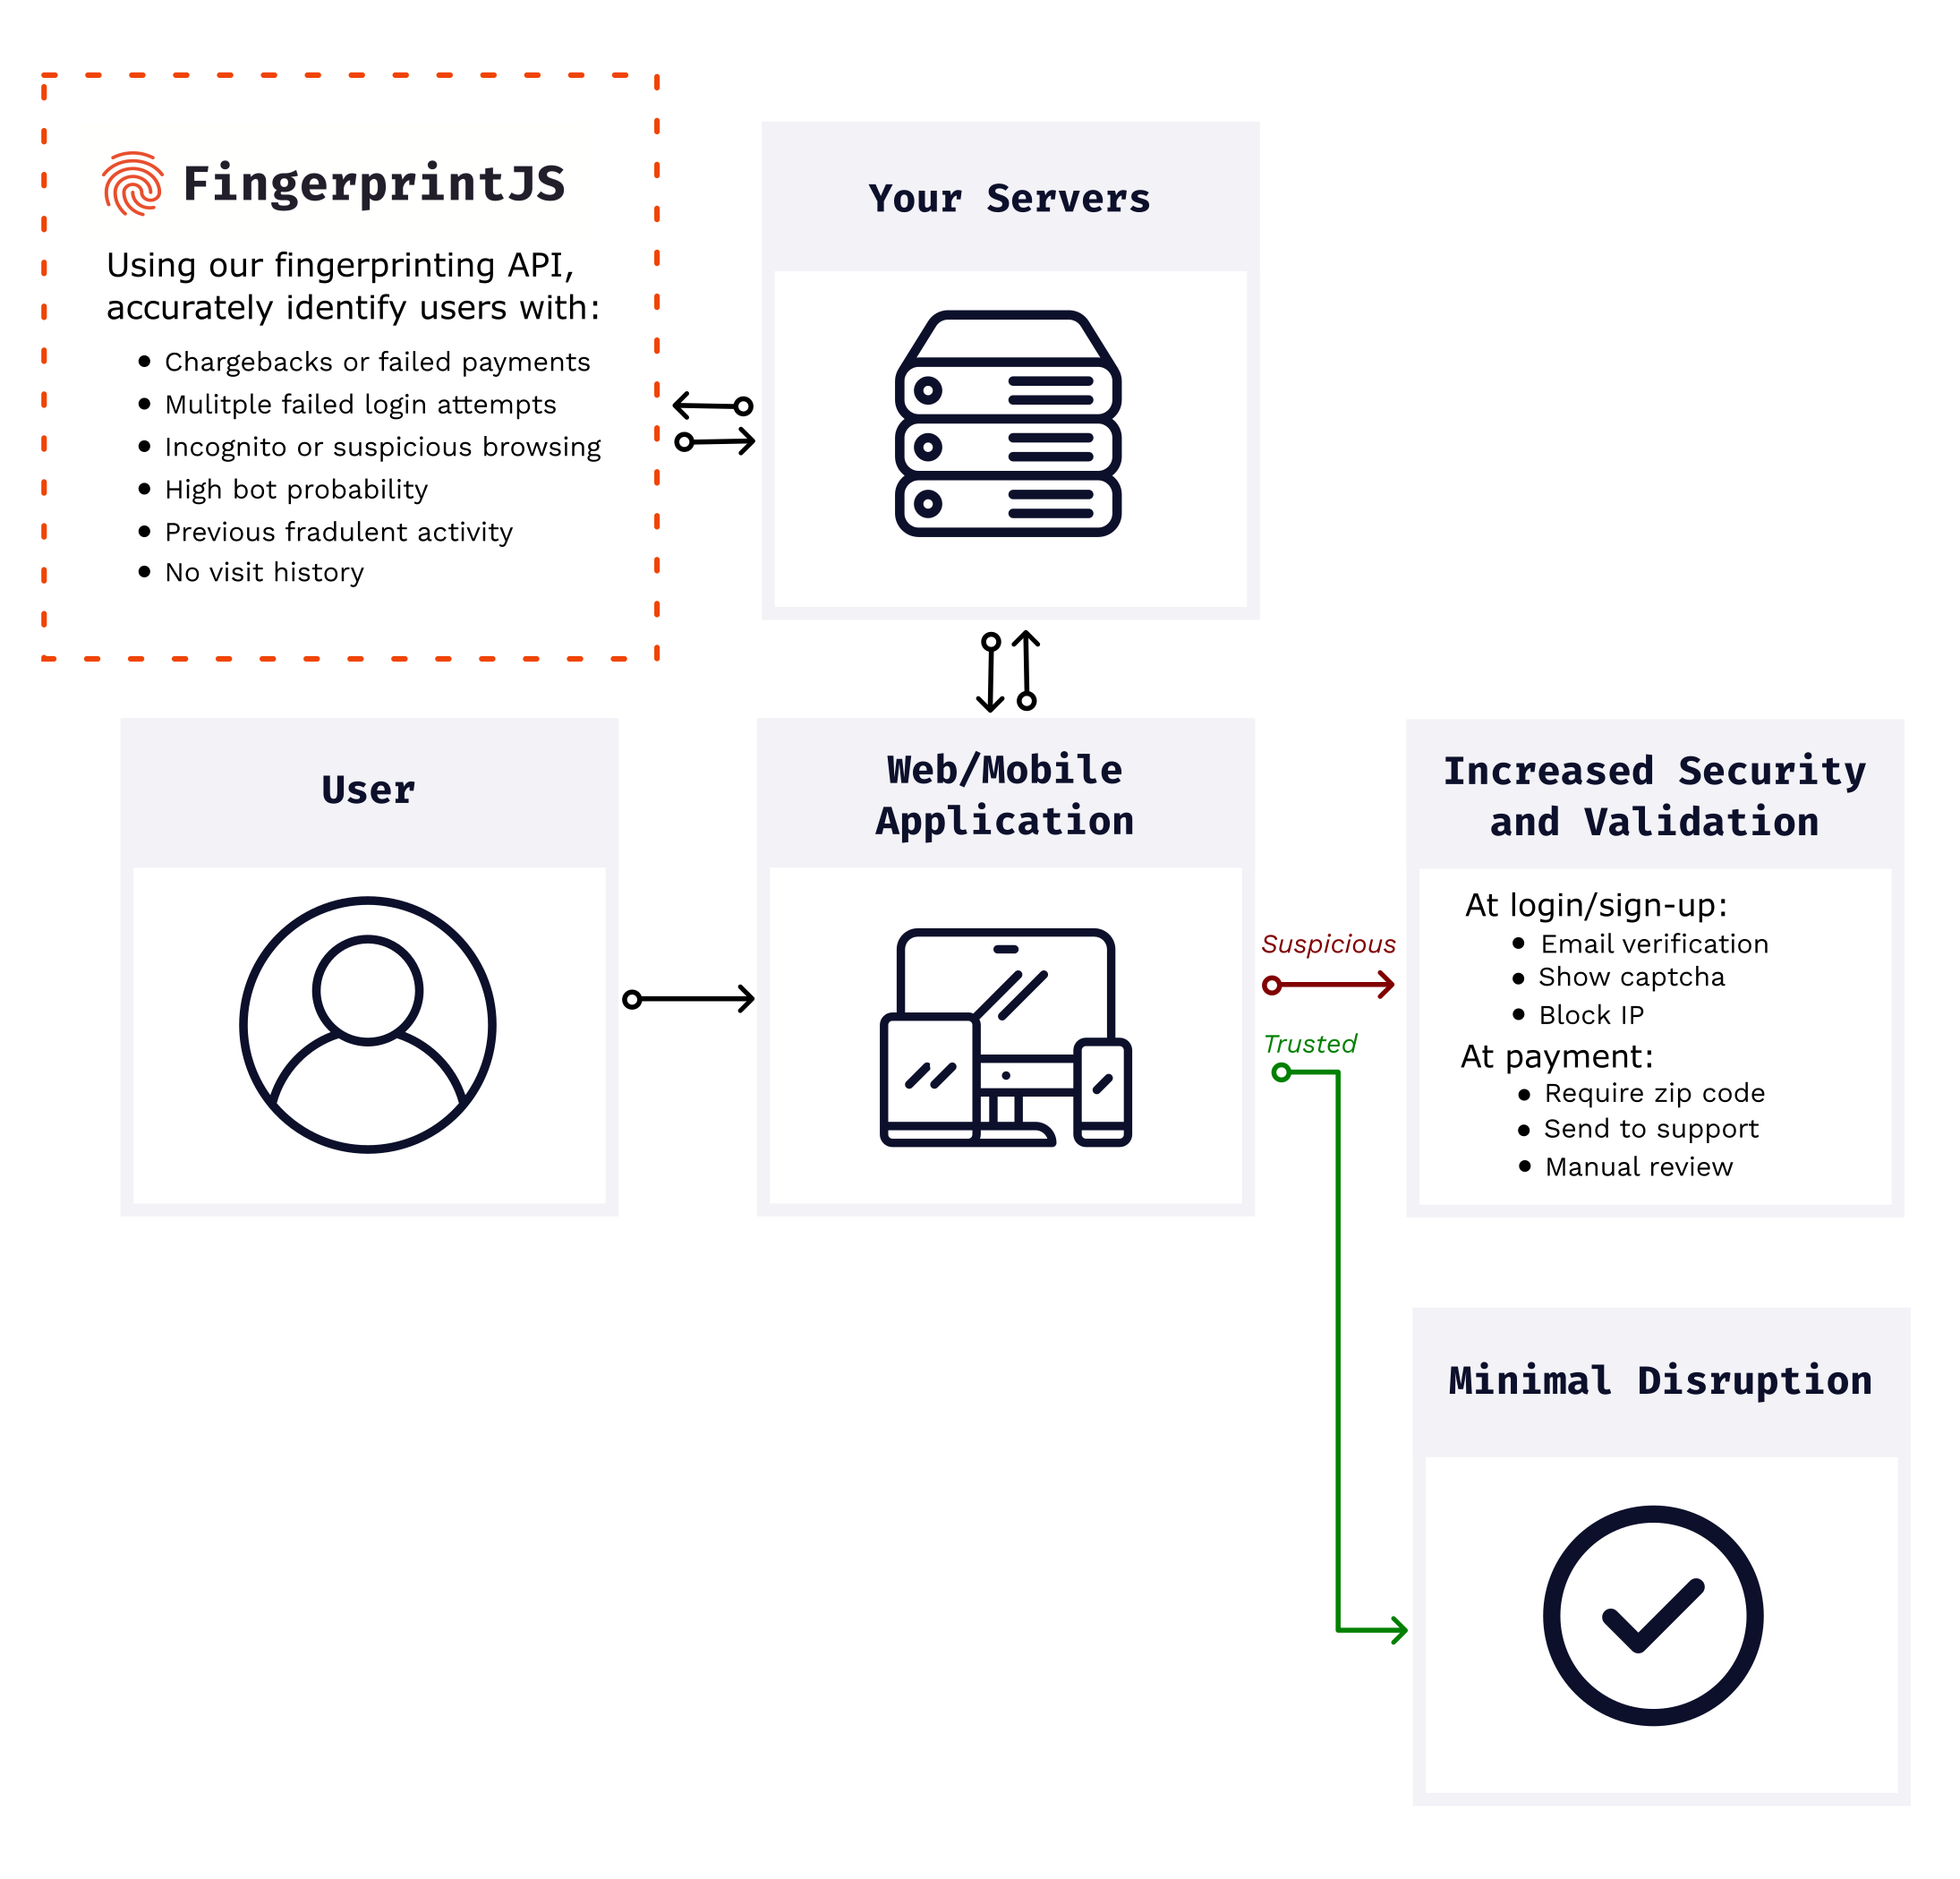 FingerprintJS
Using our fingerprinting API,
accurately identify users with:
Chargebacks or failed payments
Mulitple failed login attempts
Incognito or suspicious browsing
High bot probability
Previous fradulent activity
No visit history
Your Servers
User
Web/Mobile
Application
Suspicious
Trusted
Increased Security
and Validation
At login/sign-up:
Email verification
Show captcha
Block IP
At payment:
Require zip code
Send to support
Manual review
Minimal Disruption